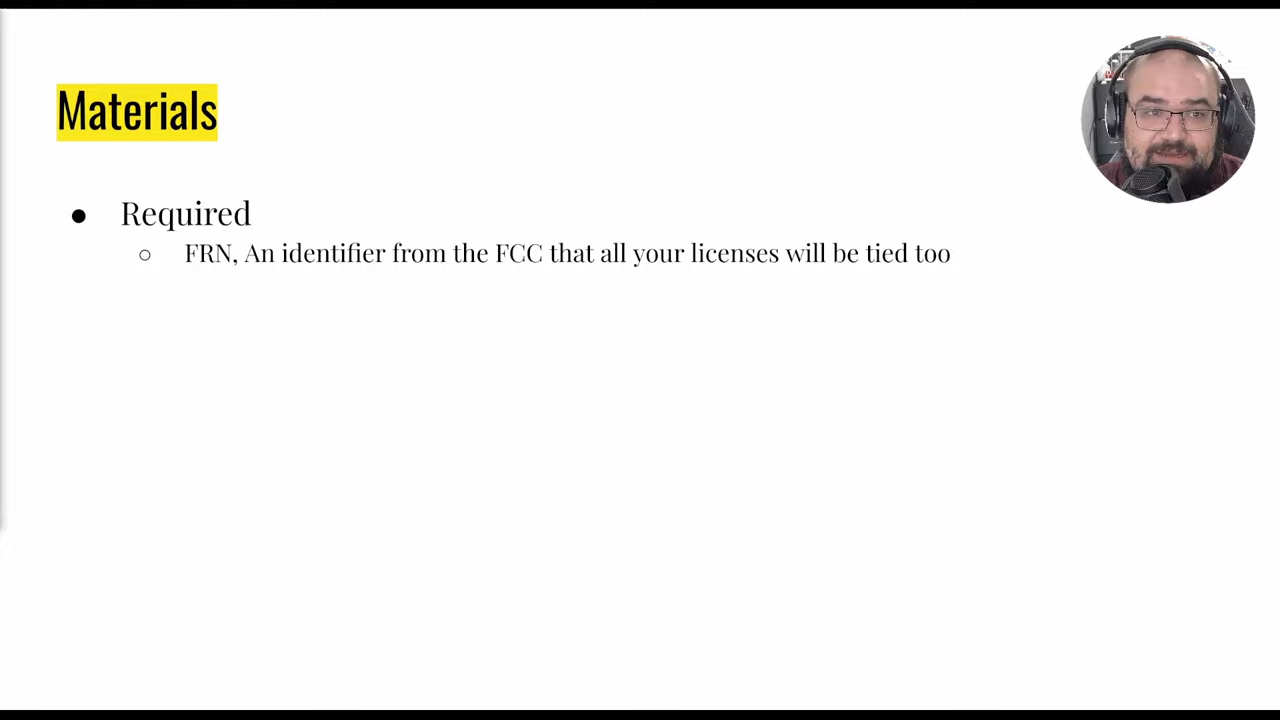 Materials
● Required
○ FRN, An identifier from the FCC that all your licenses will be tied too